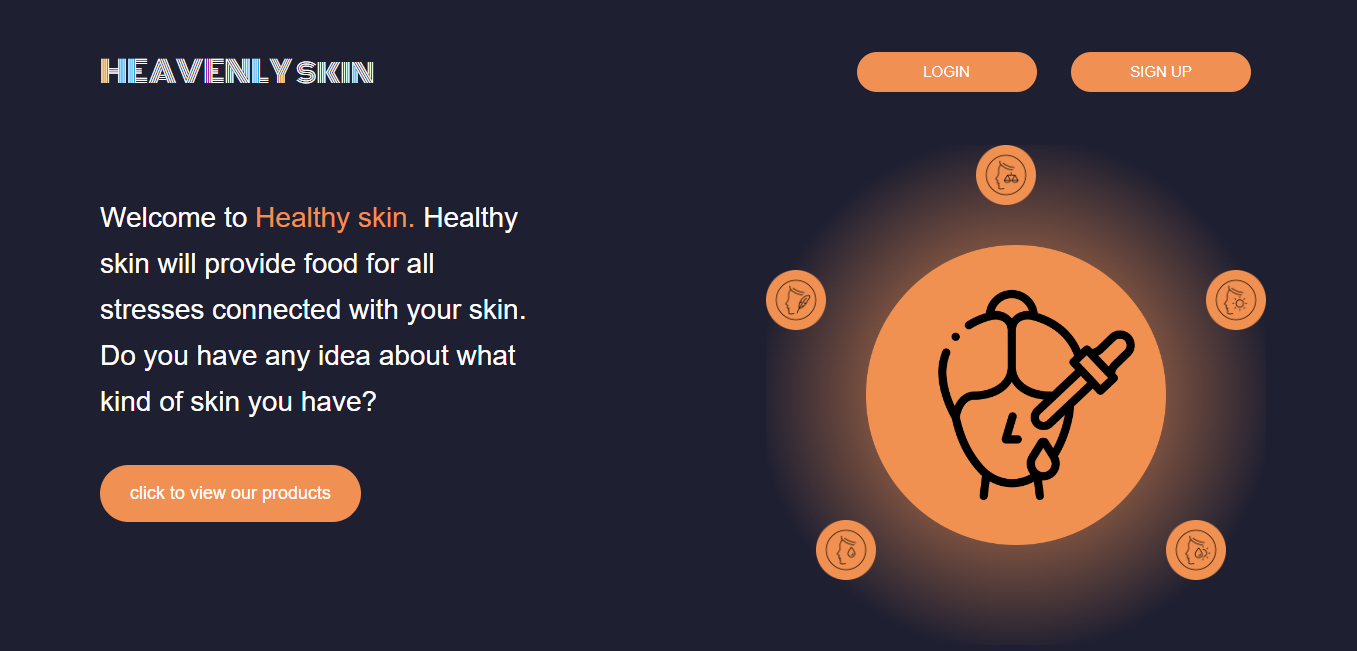 HEAVENLY SKIN
LOGIN
SIGN UP
Welcome to Healthy skin. Healthy
skin will provide food for all
stresses connected with your skin.
Do you have any idea about what
kind of skin you have?
click to view our products